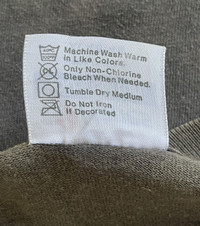 Machine Wash Warm
in Like Colors.
Only Non-Chlorine
Bleach When Needed.
Tumble Dry Medium
Do Not Iron
If Decorated